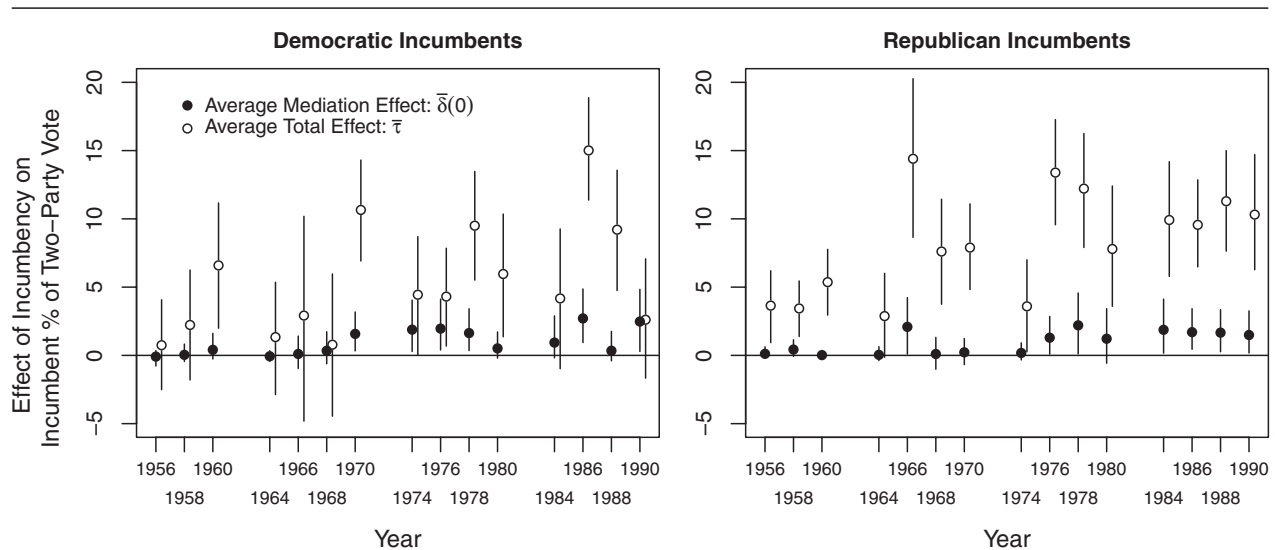 Democratic Incumbents
Effect of Incumbency on
Incumbent % of Two−Party Vote
20
15
10
5
0
−5
Average Mediation Effect: δ̅(0)
Average Total Effect: τ̅
1956 1960 1966 1970 1976 1980 1986 1990
1958 1964 1968 1974 1978 1984 1988
Year
Republican Incumbents
20
15
10
5
0
−5
1956 1960 1966 1970 1976 1980 1986 1990
1958 1964 1968 1974 1978 1984 1988
Year